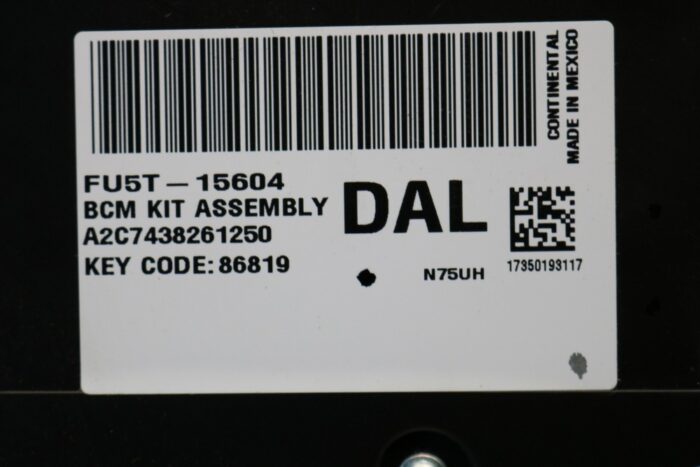 CONTINENTAL
MADE IN MEXICO
FU5T-15604
BCM KIT ASSEMBLY
A2C7438261250
KEY CODE: 86819
DAL
N75UH
17350193117